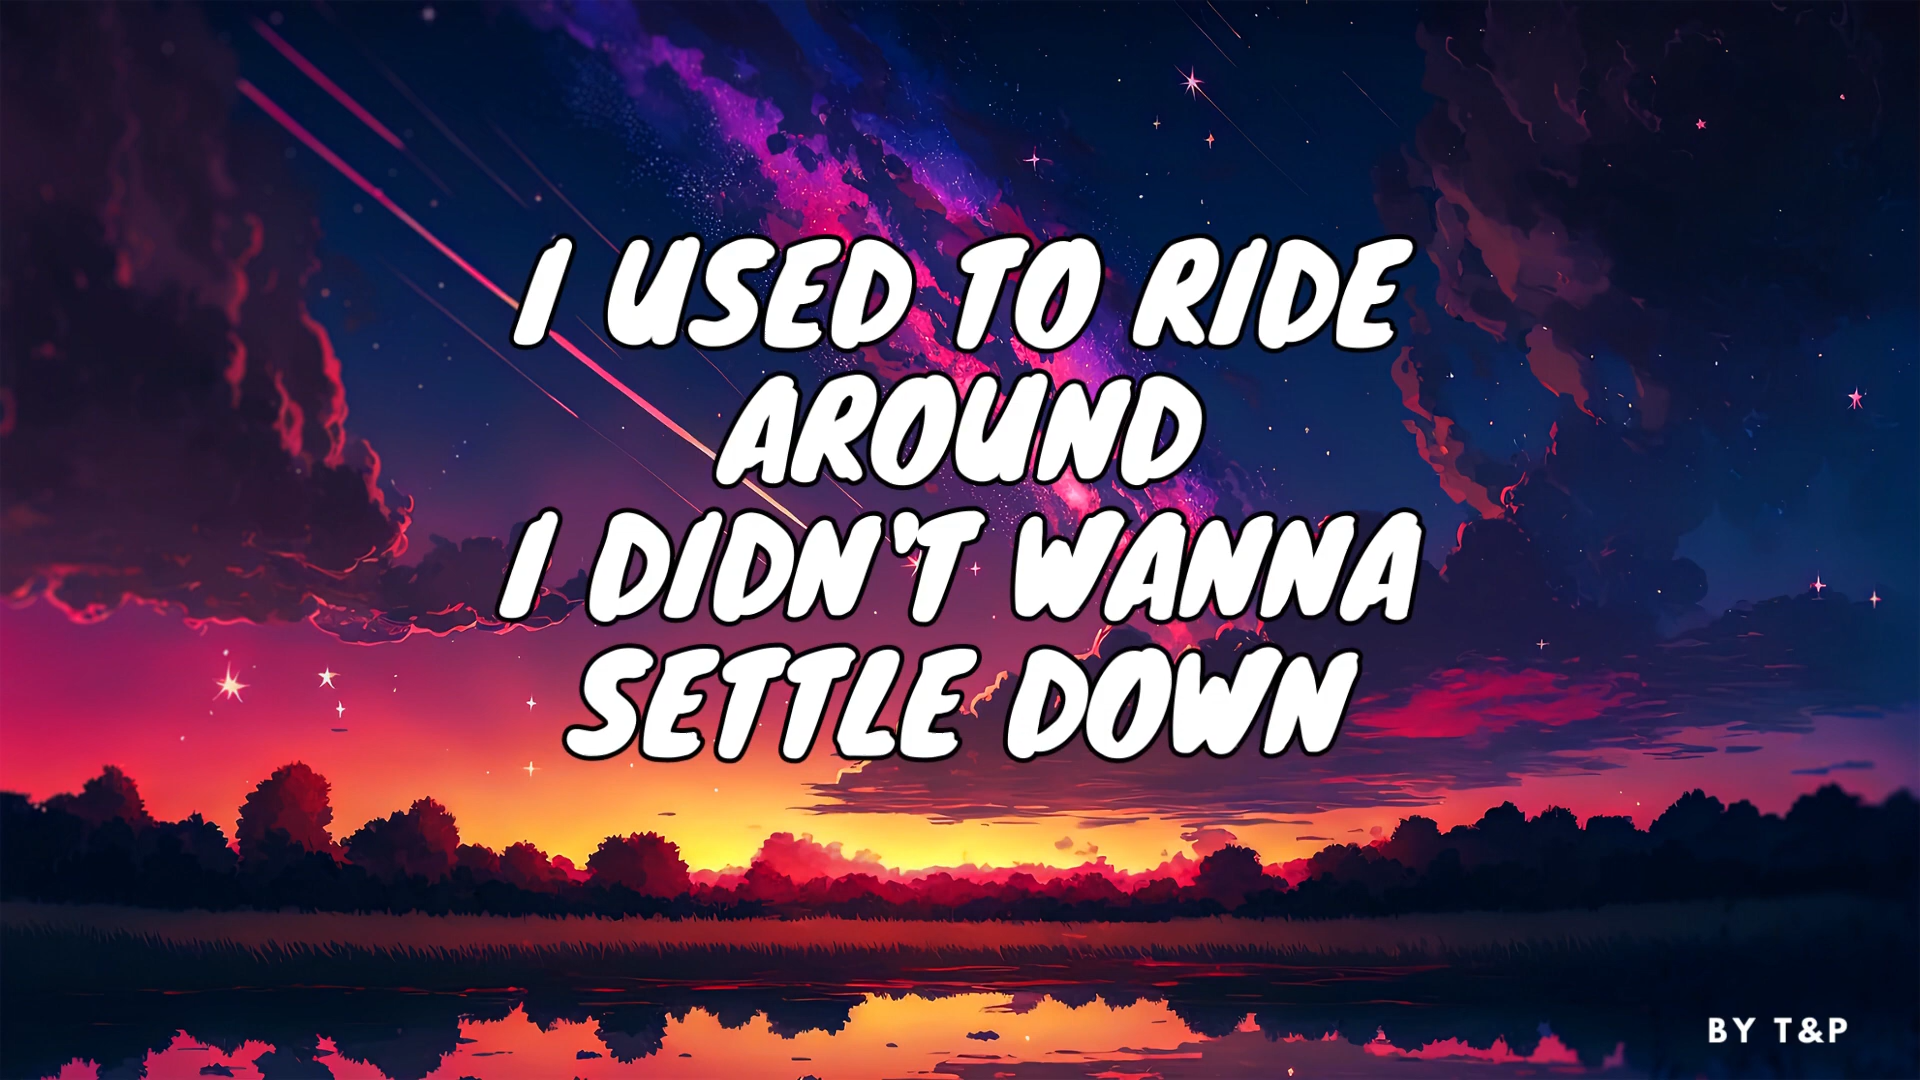 I USED TO RIDE
AROUND
I DIDN'T WANNA
SETTLE DOWN
BY T&P